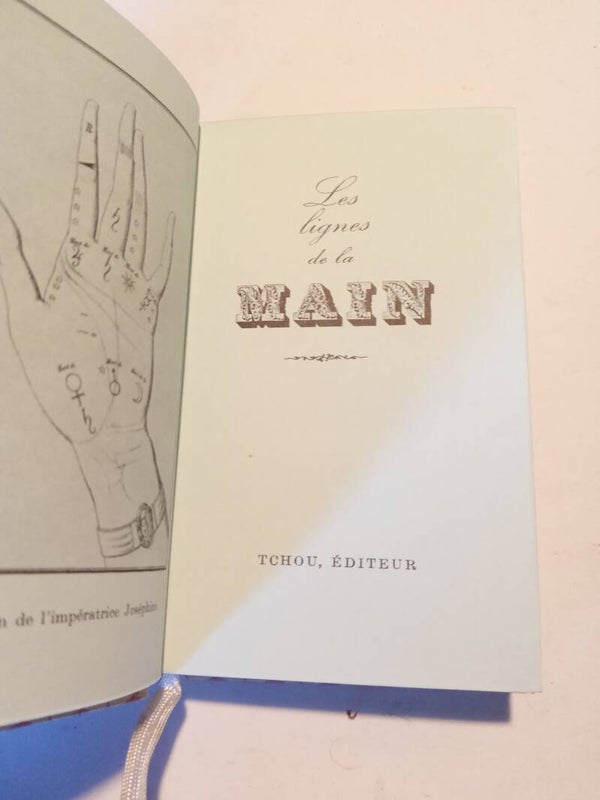 de l'impératrice Joséphine
Les
lignes
de la
MAIN
TCHOU, ÉDITEUR